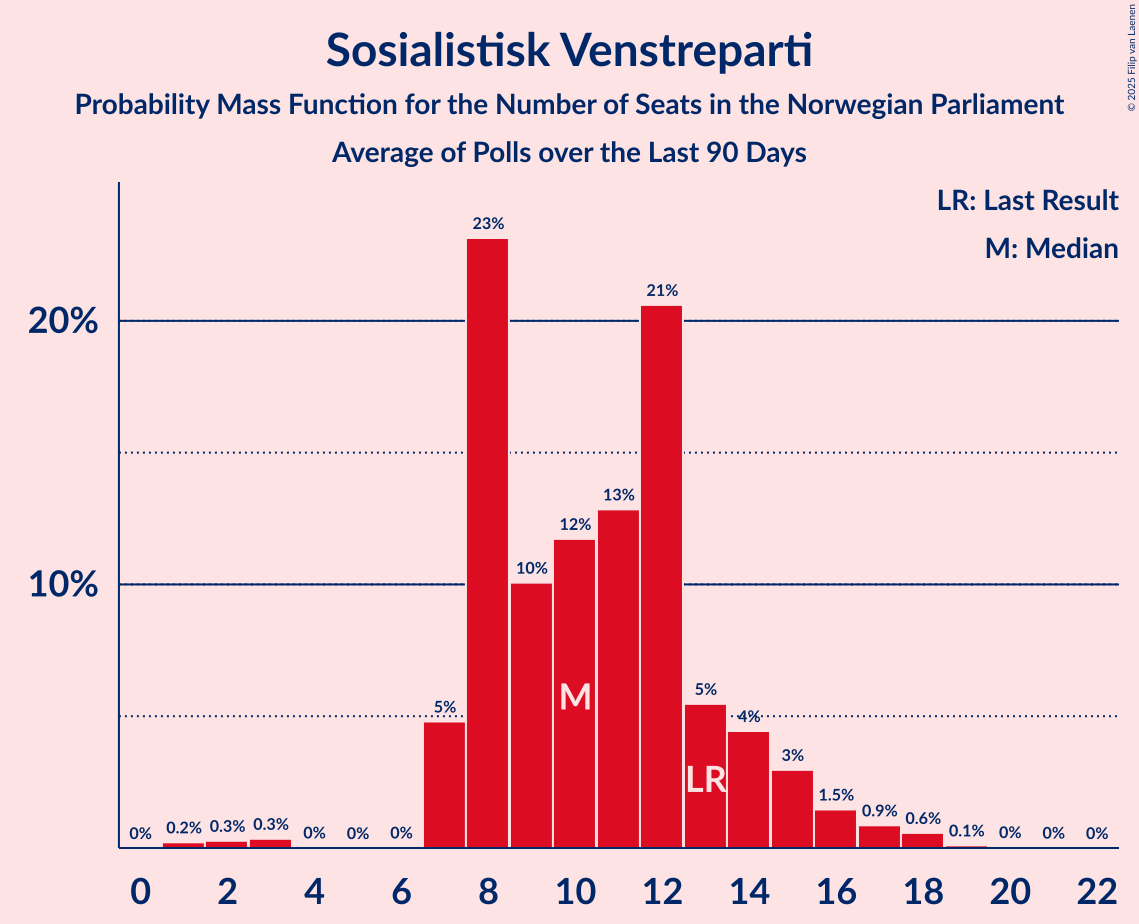 Sosialistisk Venstreparti
Probability Mass Function for the Number of Seats in the Norwegian Parliament
Average of Polls over the Last 90 Days
© 2025 Filip van Laenen
LR: Last Result
M: Median
23%
21%
20%
13%
12%
10%
10%
M
5%
5%
4%
LR
3%
1.5%
0.9%
0.6%
0% 0.2% 0.3% 0.3% 0% 0% 0% 0.1% 0% 0% 0%
0 2 4 6 8 10 12 14 16 18 20 22